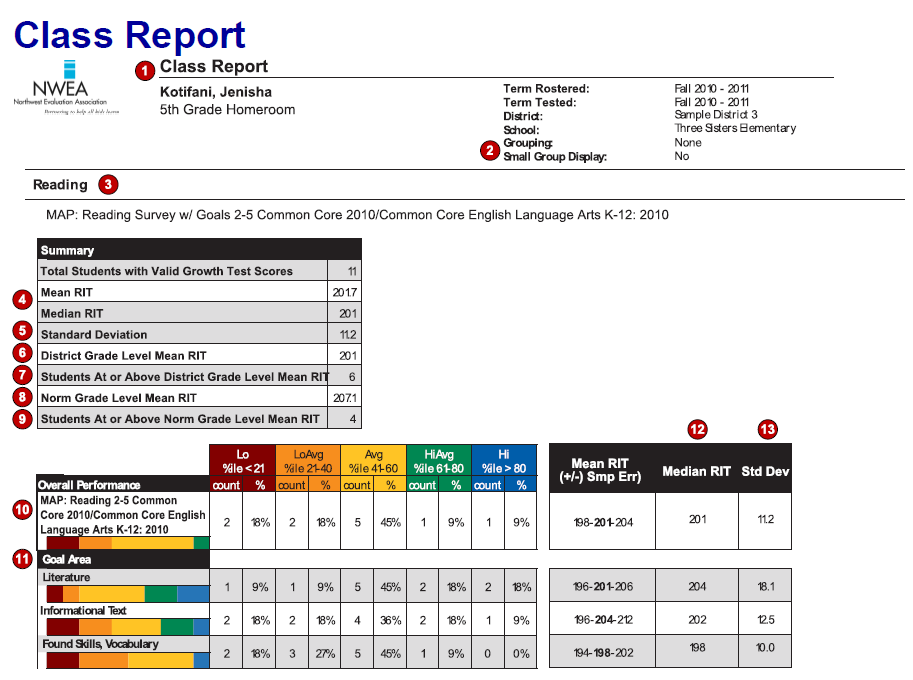 Class Report
1 Class Report
NWEA
Northwest Evaluation Association
Partnering to help all kids learn
Kotifani, Jenisha
5th Grade Homeroom
Term Rostered: Fall 2010 - 2011
Term Tested: Fall 2010 - 2011
District: Sample District 3
School: Three Sisters Elementary
2 Grouping: None
Small Group Display: No
Reading 3
MAP: Reading Survey w/ Goals 2-5 Common Core 2010/Common Core English Language Arts K-12: 2010
Summary
Total Students with Valid Growth Test Scores 11
4 Mean RIT 201.7
Median RIT 201
5 Standard Deviation 11.2
6 District Grade Level Mean RIT 201
7 Students At or Above District Grade Level Mean RIT 6
8 Norm Grade Level Mean RIT 207.1
9 Students At or Above Norm Grade Level Mean RIT 4
12 13
Lo LoAvg Avg HiAvg Hi
%ile < 21 %ile 21-40 %ile 41-60 %ile 61-80 %ile > 80
Mean RIT
(+/-) Smp Err) Median RIT Std Dev
Overall Performance count % count % count % count % count %
10 MAP: Reading 2-5 Common
Core 2010/Common Core English
Language Arts K-12: 2010
2 18% 2 18% 5 45% 1 9% 1 9% 198-201-204 201 11.2
11 Goal Area
Literature 1 9% 1 9% 5 45% 2 18% 2 18% 196-201-206 204 18.1
Informational Text 2 18% 2 18% 4 36% 2 18% 1 9% 196-204-212 202 12.5
Found Skills, Vocabulary 2 18% 3 27% 5 45% 1 9% 0 0% 194-198-202 198 10.0